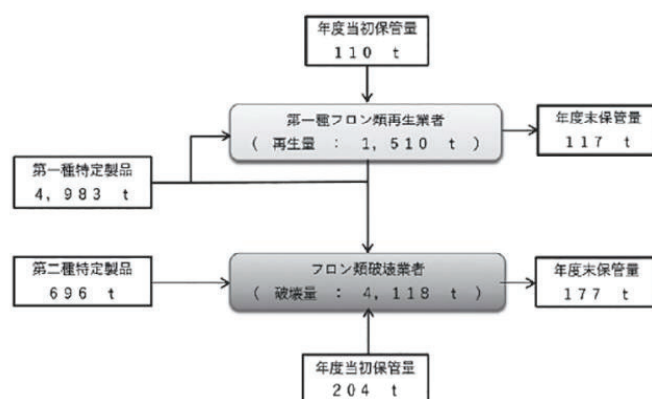 年度当初保管量
110 t
第一種フロン類再生業者
( 再生量 : 1, 510 t )
年度末保管量
117 t
第一種特定製品
4, 983 t
第二種特定製品
696 t
フロン類破壊業者
( 破壊量 : 4, 118 t )
年度末保管量
177 t
年度当初保管量
204 t